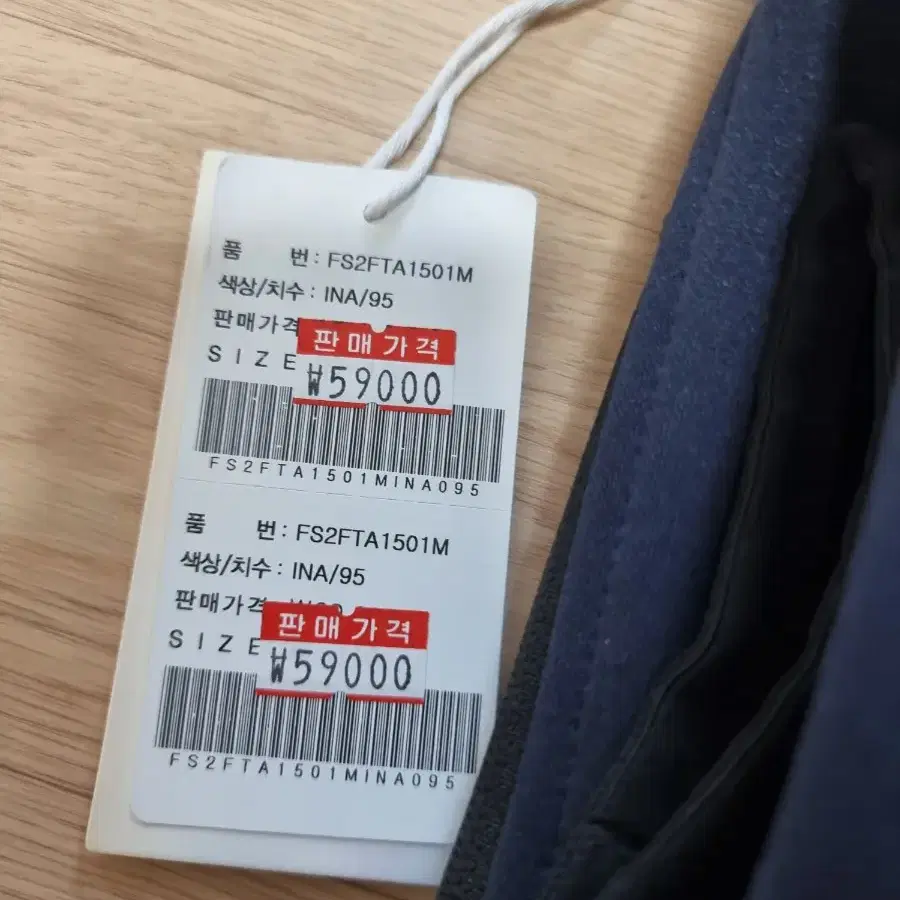 품 번 : FS2FTA1501M
색상/치수 : INA/95
판매가격
판매가격
SIZE
₩59000
FS2FTA1501MINA095
품 번 : FS2FTA1501M
색상/치수 : INA/95
판매가격
판매가격
SIZE
₩59000
FS2FTA1501MINA095